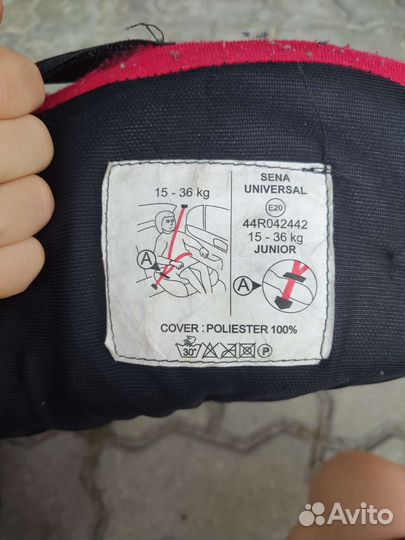 15 - 36 kg
A
SENA
UNIVERSAL
E20
44R042442
15 - 36 kg
JUNIOR
A
COVER : POLIESTER 100%
30° P
Avito